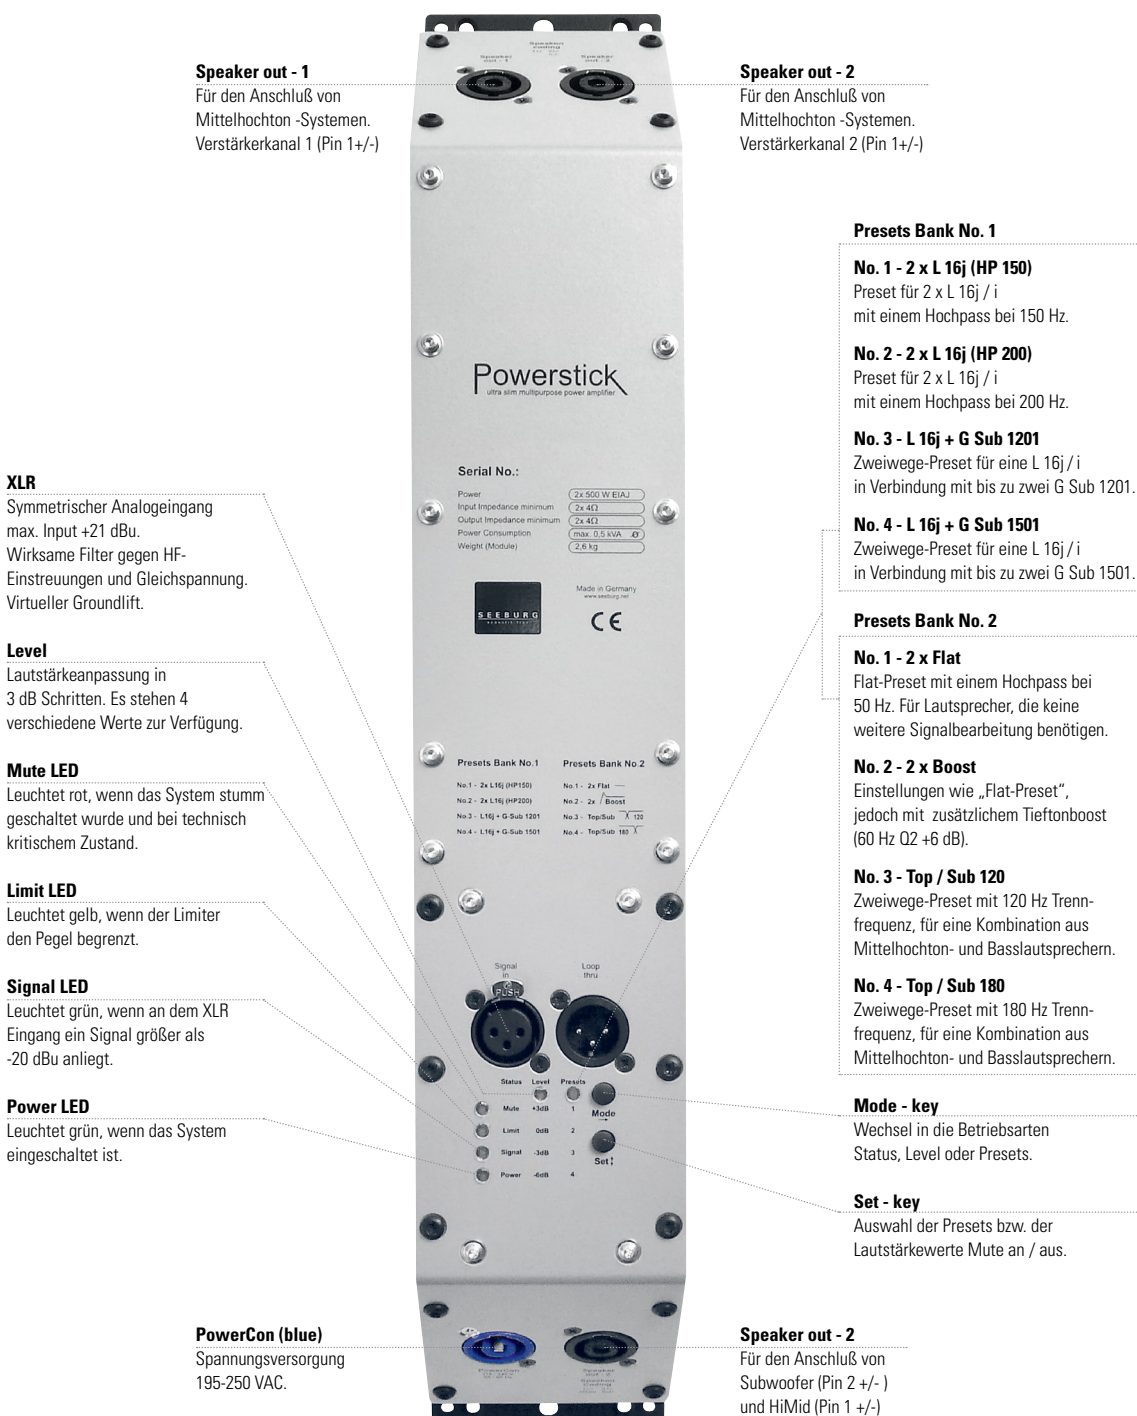 Speaker out - 1
Für den Anschluß von
Mittelhochton -Systemen.
Verstärkerkanal 1 (Pin 1+/-)
Speaker out - 2
Für den Anschluß von
Mittelhochton -Systemen.
Verstärkerkanal 2 (Pin 1+/-)
Speakon
coding
Speaker
out - 1
Speaker
out - 2
Powerstick
ultra slim multipurpose power amplifier
Serial No.:
Power 2x 500 W EIAJ
Input Impedance minimum 2x 4Ω
Output Impedance minimum 2x 4Ω
Power Consumption max. 0,5 kVA
Weight (Module) 2,6 kg
SEEBURG
acoustic line
Made in Germany
www.seeburg.net
CE
Presets Bank No.1
No.1 - 2x L16j (HP150)
No.2 - 2x L16j (HP200)
No.3 - L16j + G-Sub 1201
No.4 - L16j + G-Sub 1501
Presets Bank No.2
No.1 - 2x Flat
No.2 - 2x Boost
No.3 - Top/Sub 120
No.4 - Top/Sub 180
Signal
in
Loop
thru
PUSH
Status Level Presets
Mute +3dB 1
Limit 0dB 2
Signal -3dB 3
Power -6dB 4
Mode
Set
PowerCon
Speaker
out - 2
Speakon
coding
XLR
Symmetrischer Analogeingang
max. Input +21 dBu.
Wirksame Filter gegen HF-
Einstreuungen und Gleichspannung.
Virtueller Groundlift.
Level
Lautstärkeanpassung in
3 dB Schritten. Es stehen 4
verschiedene Werte zur Verfügung.
Mute LED
Leuchtet rot, wenn das System stumm
geschaltet wurde und bei technisch
kritischem Zustand.
Limit LED
Leuchtet gelb, wenn der Limiter
den Pegel begrenzt.
Signal LED
Leuchtet grün, wenn an dem XLR
Eingang ein Signal größer als
-20 dBu anliegt.
Power LED
Leuchtet grün, wenn das System
eingeschaltet ist.
Presets Bank No. 1
No. 1 - 2 x L 16j (HP 150)
Preset für 2 x L 16j / i
mit einem Hochpass bei 150 Hz.
No. 2 - 2 x L 16j (HP 200)
Preset für 2 x L 16j / i
mit einem Hochpass bei 200 Hz.
No. 3 - L 16j + G Sub 1201
Zweiwege-Preset für eine L 16j / i
in Verbindung mit bis zu zwei G Sub 1201.
No. 4 - L 16j + G Sub 1501
Zweiwege-Preset für eine L 16j / i
in Verbindung mit bis zu zwei G Sub 1501.
Presets Bank No. 2
No. 1 - 2 x Flat
Flat-Preset mit einem Hochpass bei
50 Hz. Für Lautsprecher, die keine
weitere Signalbearbeitung benötigen.
No. 2 - 2 x Boost
Einstellungen wie „Flat-Preset“,
jedoch mit zusätzlichem Tieftonboost
(60 Hz Q2 +6 dB).
No. 3 - Top / Sub 120
Zweiwege-Preset mit 120 Hz Trenn-
frequenz, für eine Kombination aus
Mittelhochton- und Basslautsprechern.
No. 4 - Top / Sub 180
Zweiwege-Preset mit 180 Hz Trenn-
frequenz, für eine Kombination aus
Mittelhochton- und Basslautsprechern.
Mode - key
Wechsel in die Betriebsarten
Status, Level oder Presets.
Set - key
Auswahl der Presets bzw. der
Lautstärkewerte Mute an / aus.
PowerCon (blue)
Spannungsversorgung
195-250 VAC.
Speaker out - 2
Für den Anschluß von
Subwoofer (Pin 2 +/- )
und HiMid (Pin 1 +/-)